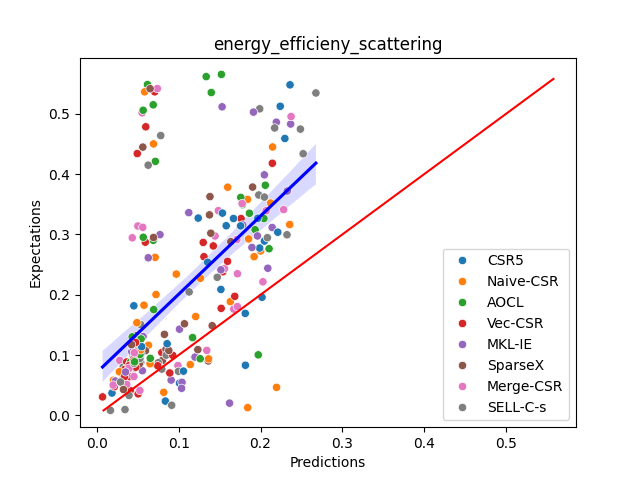 energy_efficieny_scattering
Expectations
0.5
0.4
0.3
0.2
0.1
0.0
CSR5
Naive-CSR
AOCL
Vec-CSR
MKL-IE
SparseX
Merge-CSR
SELL-C-s
0.0 0.1 0.2 0.3 0.4 0.5
Predictions